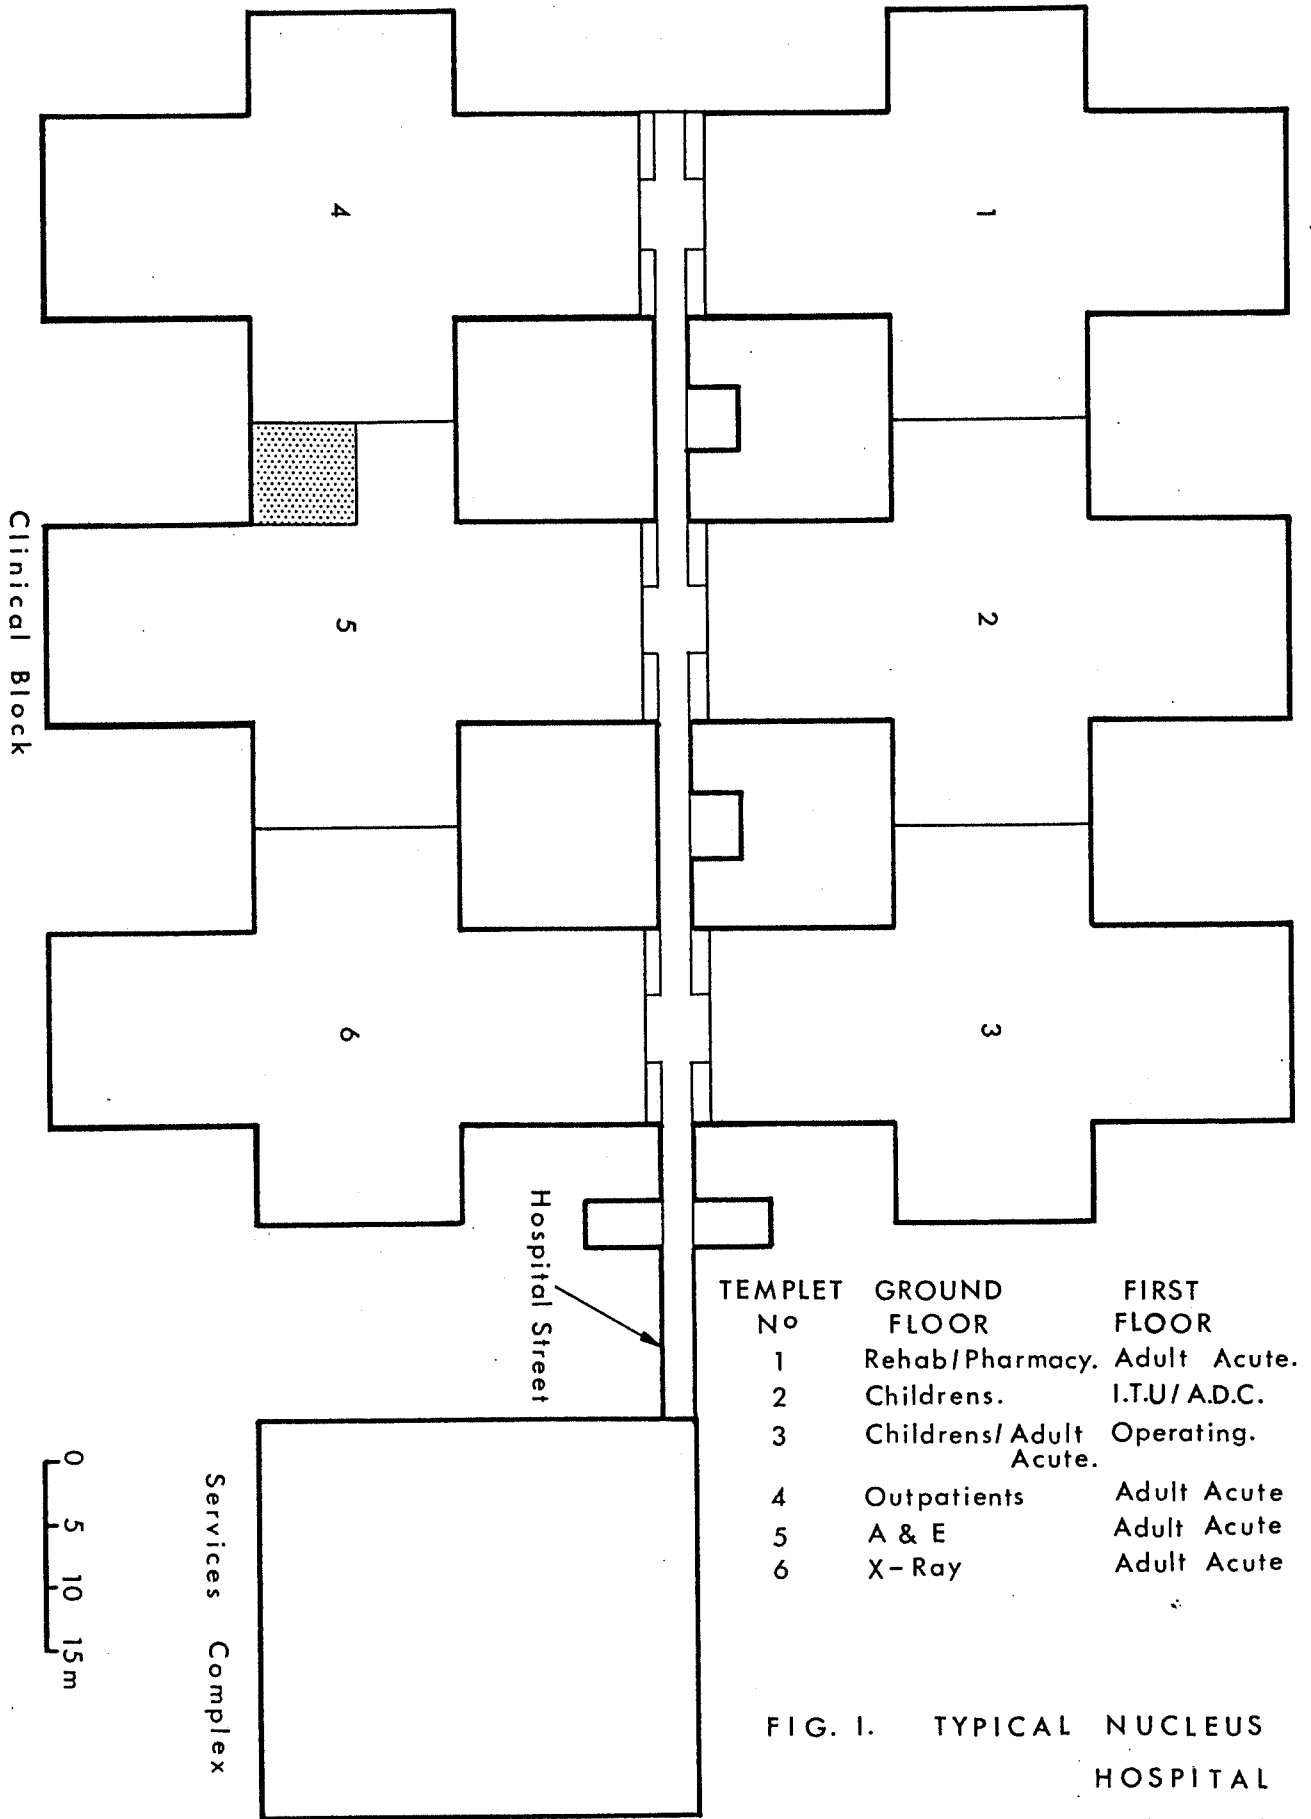 4
1
5
2
6
3
Clinical Block
Hospital Street
TEMPLET GROUND FIRST
Nº FLOOR FLOOR
1 Rehab/Pharmacy. Adult Acute.
2 Childrens. I.T.U/A.D.C.
3 Childrens/Adult Operating.
Acute.
4 Outpatients Adult Acute
5 A & E Adult Acute
6 X-Ray Adult Acute
Services Complex
0 5 10 15m
FIG. 1. TYPICAL NUCLEUS
HOSPITAL